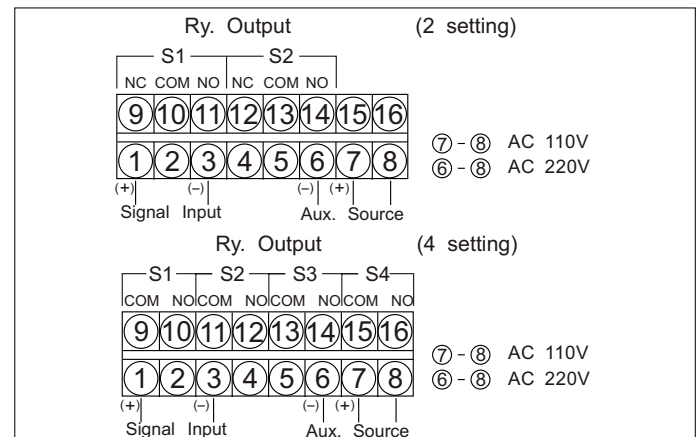 Ry. Output (2 setting)
S1 S2
NC COM NO NC COM NO
9 10 11 12 13 14 15 16
⑦ - ⑧ AC 110V
1 2 3 4 5 6 7 8
⑥ - ⑧ AC 220V
(+) (−) (−) (+)
Signal Input Aux. Source
Ry. Output (4 setting)
S1 S2 S3 S4
COM NO COM NO COM NO COM NO
9 10 11 12 13 14 15 16
⑦ - ⑧ AC 110V
1 2 3 4 5 6 7 8
⑥ - ⑧ AC 220V
(+) (−) (−) (+)
Signal Input Aux. Source